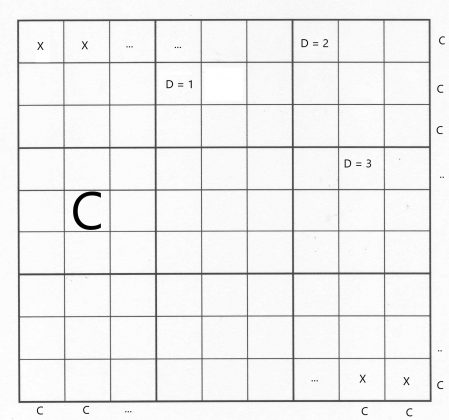 X X ... ... D = 2 C
D = 1 C
C
D = 3 ..
C
..
... X X C
C C ... C C